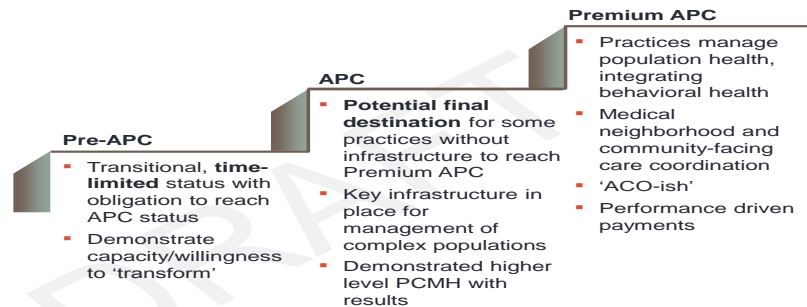 Premium APC
▪ Practices manage
population health,
integrating
behavioral health
▪ Medical
neighborhood and
community-facing
care coordination
▪ 'ACO-ish'
▪ Performance driven
payments
APC
▪ Potential final
destination for some
practices without
infrastructure to reach
Premium APC
▪ Key infrastructure in
place for
management of
complex populations
▪ Demonstrated higher
level PCMH with
results
Pre-APC
▪ Transitional, time-
limited status with
obligation to reach
APC status
▪ Demonstrate
capacity/willingness
to 'transform'
DRAFT